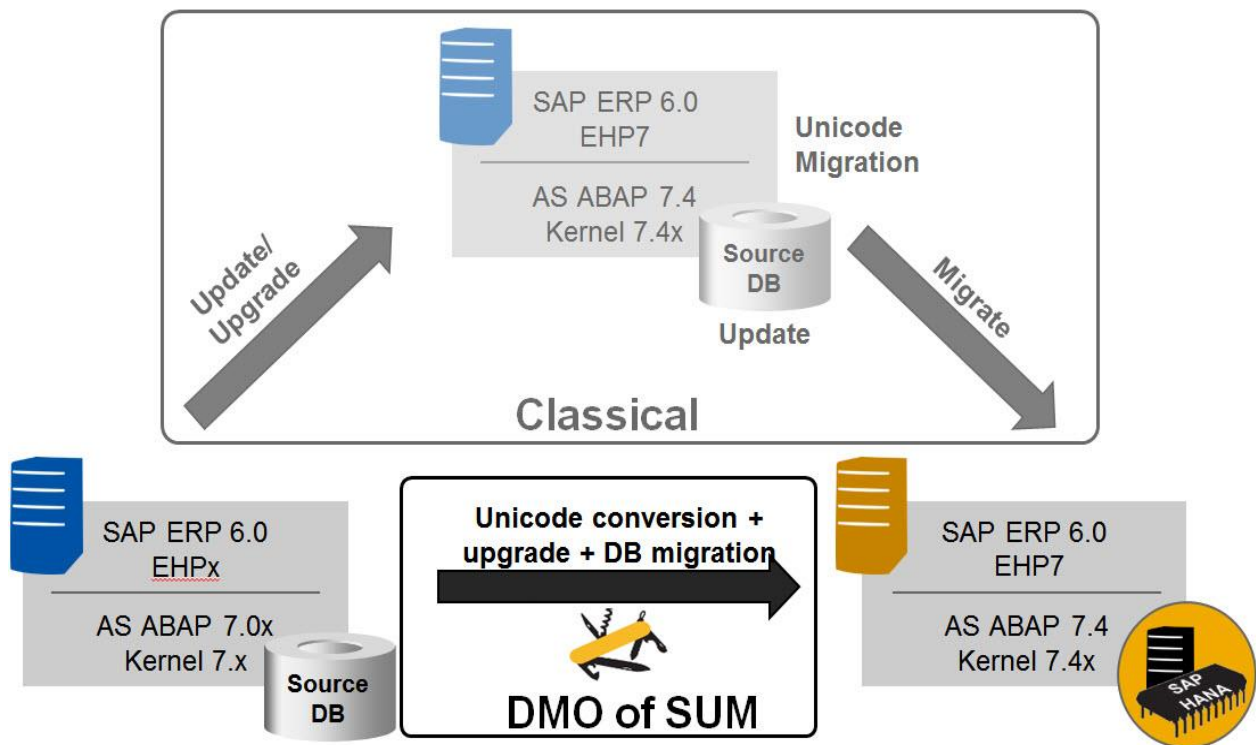 SAP ERP 6.0
EHP7
AS ABAP 7.4
Kernel 7.4x
Unicode
Migration
Source
DB
Update
Update/
Upgrade
Migrate
Classical
SAP ERP 6.0
EHPx
AS ABAP 7.0x
Kernel 7.x
Source
DB
Unicode conversion +
upgrade + DB migration
DMO of SUM
SAP ERP 6.0
EHP7
AS ABAP 7.4
Kernel 7.4x
SAP
HANA